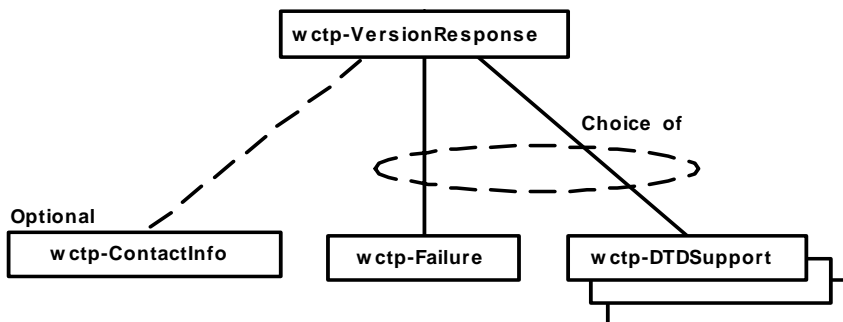 wctp-VersionResponse
Choice of
Optional
wctp-ContactInfo
wctp-Failure
wctp-DTDSupport